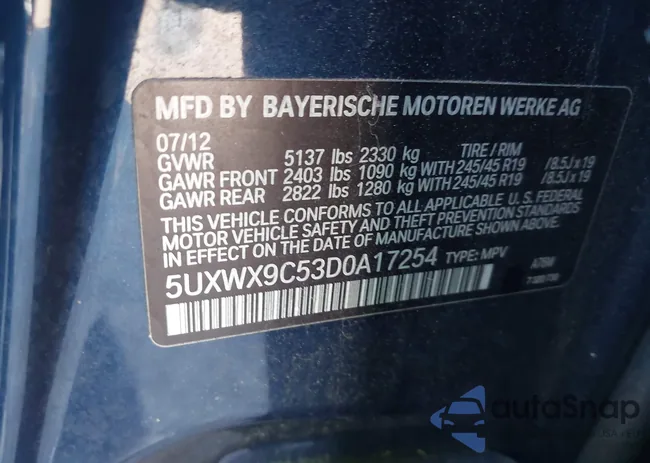 MFD BY BAYERISCHE MOTOREN WERKE AG
07/12
GVWR 5137 lbs 2330 kg TIRE / RIM
GAWR FRONT 2403 lbs 1090 kg WITH 245/45 R19 /8.5J x 19
GAWR REAR 2822 lbs 1280 kg WITH 245/45 R19 /8.5J x 19
THIS VEHICLE CONFORMS TO ALL APPLICABLE U. S. FEDERAL
MOTOR VEHICLE SAFETY AND THEFT PREVENTION STANDARDS
IN EFFECT ON THE DATE OF MANUFACTURE SHOWN ABOVE.
5UXWX9C53D0A17254 TYPE: MPV A76M
autoSnap